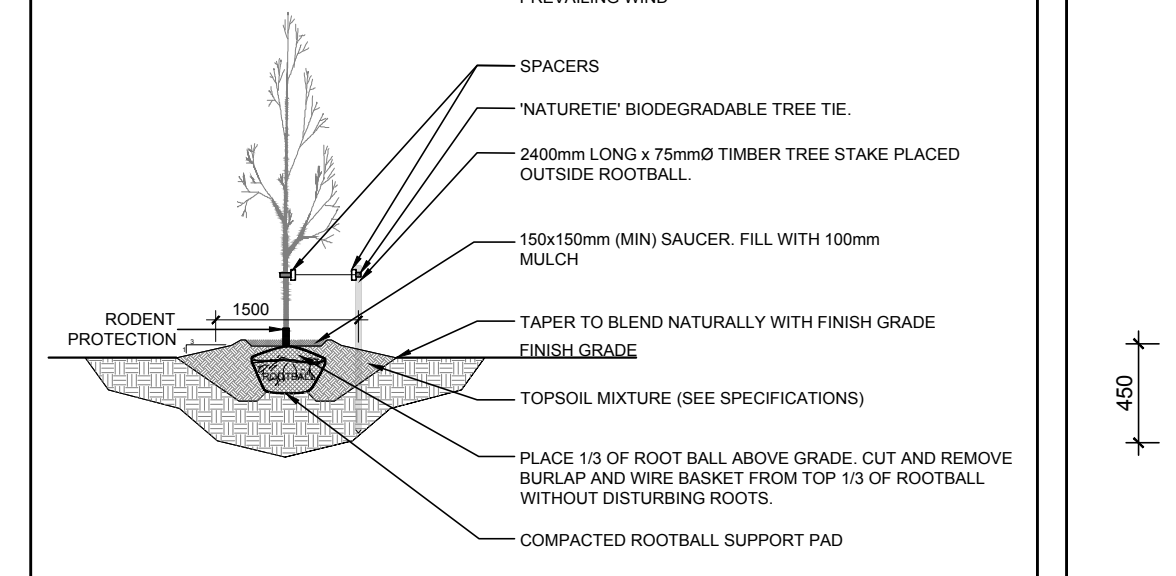 SPACERS
'NATURETIE' BIODEGRADABLE TREE TIE.
2400mm LONG x 75mmØ TIMBER TREE STAKE PLACED
OUTSIDE ROOTBALL.
150x150mm (MIN) SAUCER. FILL WITH 100mm
MULCH
1500
RODENT
PROTECTION
3
1
TAPER TO BLEND NATURALLY WITH FINISH GRADE
FINISH GRADE
ROOTBALL
TOPSOIL MIXTURE (SEE SPECIFICATIONS)
PLACE 1/3 OF ROOT BALL ABOVE GRADE. CUT AND REMOVE
BURLAP AND WIRE BASKET FROM TOP 1/3 OF ROOTBALL
WITHOUT DISTURBING ROOTS.
COMPACTED ROOTBALL SUPPORT PAD
450